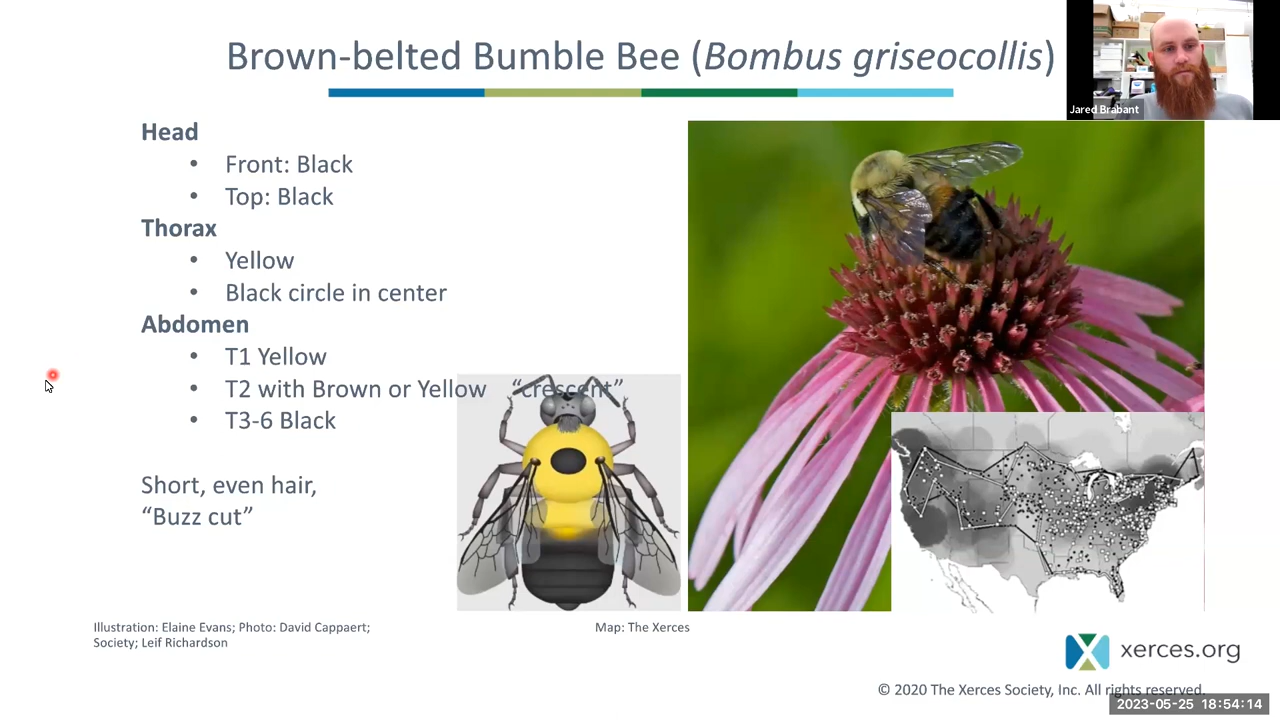 Brown-belted Bumble Bee (Bombus griseocollis)
Jared Brabant
Head
• Front: Black
• Top: Black
Thorax
• Yellow
• Black circle in center
Abdomen
• T1 Yellow
• T2 with Brown or Yellow “crescent”
• T3-6 Black
Short, even hair,
“Buzz cut”
Illustration: Elaine Evans; Photo: David Cappaert;
Society; Leif Richardson
Map: The Xerces
xerces.org
© 2020 The Xerces Society, Inc. All rights reserved.
2023-05-25 18:54:14